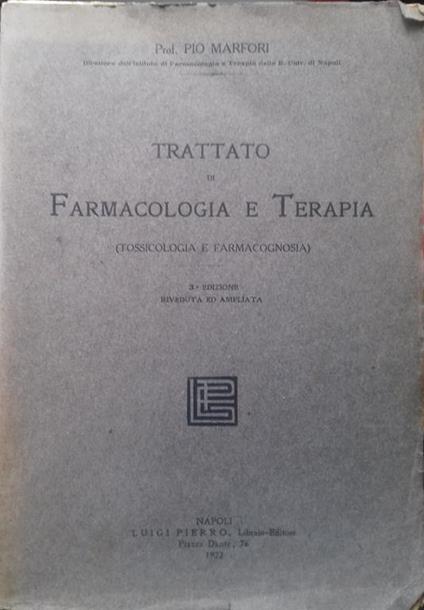 Prof. PIO MARFORI
Direttore dell'Istituto di Farmacologia e Terapia della R. Univ. di Napoli
TRATTATO
DI
FARMACOLOGIA E TERAPIA
(TOSSICOLOGIA E FARMACOGNOSIA)
3.ª EDIZIONE
RIVEDUTA ED AMPLIATA
NAPOLI
LUIGI PIERRO, Libraio-Editore
Piazza Dante, 76
1922